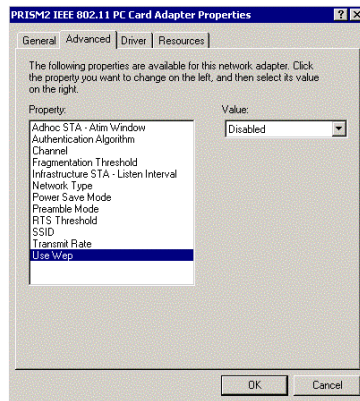 PRISM2 IEEE 802.11 PC Card Adapter Properties
General Advanced Driver Resources
The following properties are available for this network adapter. Click
the property you want to change on the left, and then select its value
on the right.
Property: Value:
Disabled
Adhoc STA - Atim Window
Authentication Algorithm
Channel
Fragmentation Threshold
Infrastructure STA - Listen Interval
Network Type
Power Save Mode
Preamble Mode
RTS Threshold
SSID
Transmit Rate
Use Wep
OK Cancel